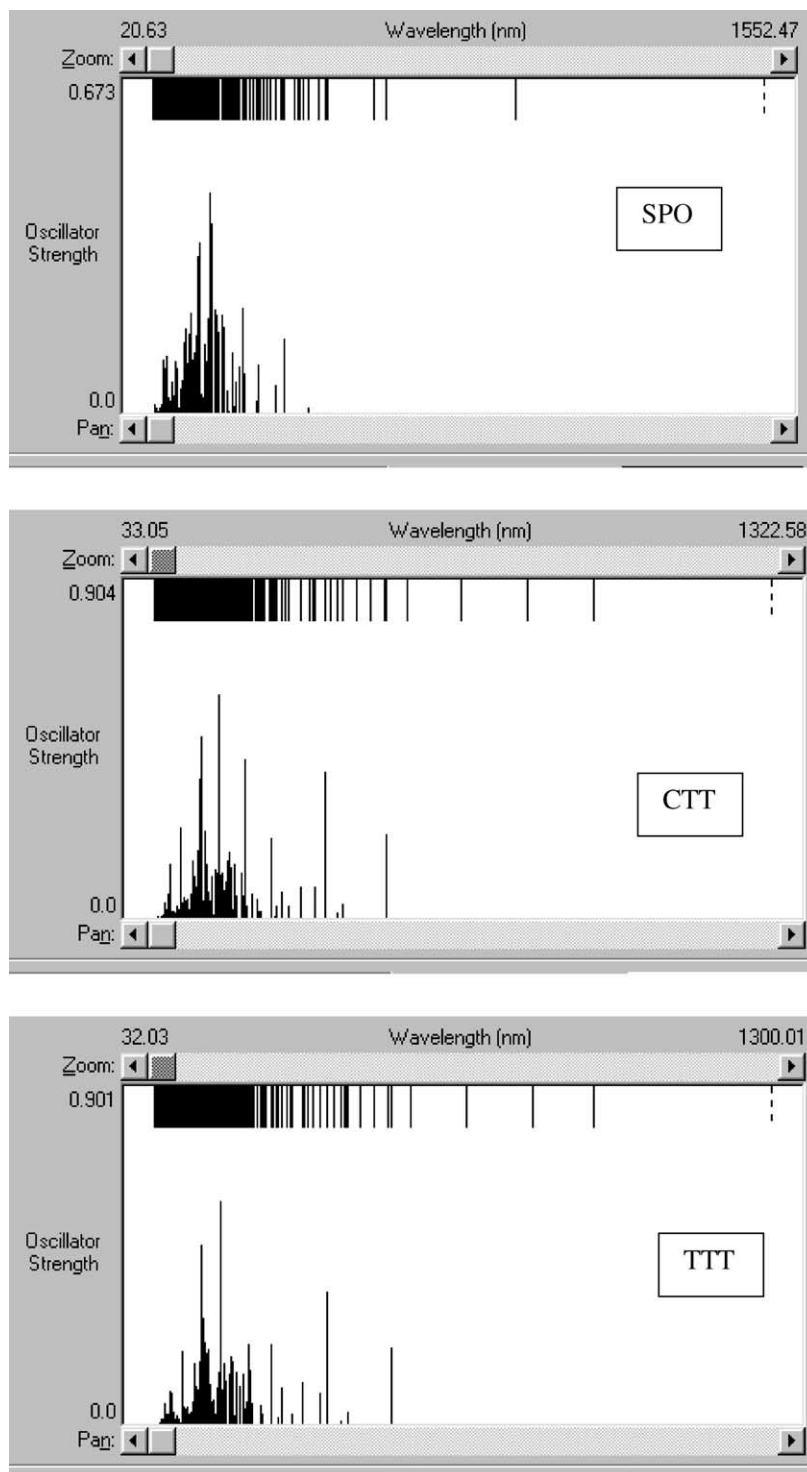 20.63 Wavelength (nm) 1552.47
Zoom:
0.673
SPO
Oscillator
Strength
0.0
Pan:
33.05 Wavelength (nm) 1322.58
Zoom:
0.904
Oscillator
Strength
CTT
0.0
Pan:
32.03 Wavelength (nm) 1300.01
Zoom:
0.901
Oscillator
Strength
TTT
0.0
Pan: